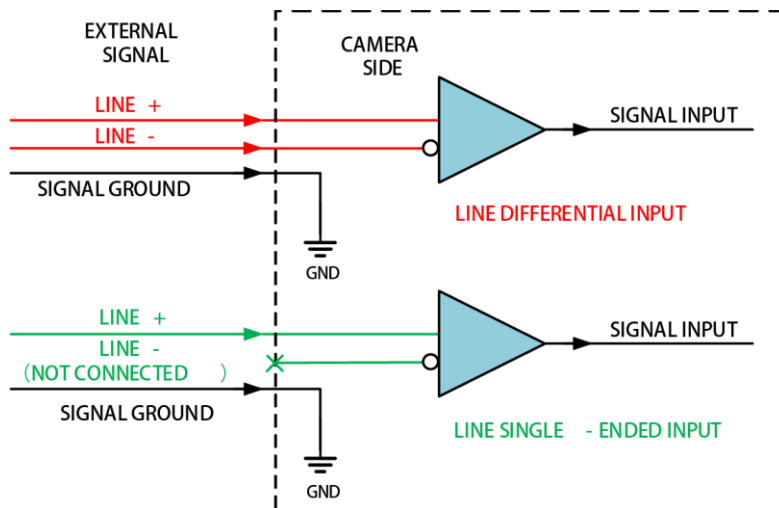 EXTERNAL
SIGNAL
CAMERA
SIDE
LINE +
LINE -
SIGNAL GROUND
SIGNAL INPUT
LINE DIFFERENTIAL INPUT
GND
LINE +
LINE -
(NOT CONNECTED )
SIGNAL GROUND
SIGNAL INPUT
LINE SINGLE - ENDED INPUT
GND